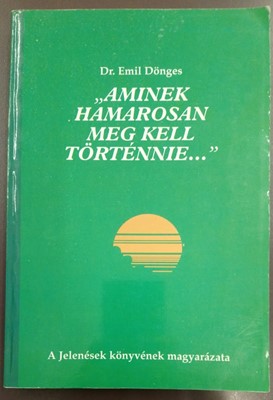 Dr. Emil Dönges
„AMINEK
HAMAROSAN
MEG KELL
TÖRTÉNNIE...”
A Jelenések könyvének magyarázata